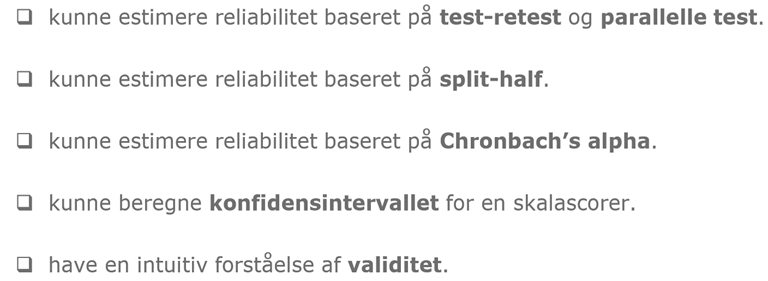 ❑ kunne estimere reliabilitet baseret på test-retest og parallelle test.
❑ kunne estimere reliabilitet baseret på split-half.
❑ kunne estimere reliabilitet baseret på Chronbach’s alpha.
❑ kunne beregne konfidensintervallet for en skalascorer.
❑ have en intuitiv forståelse af validitet.